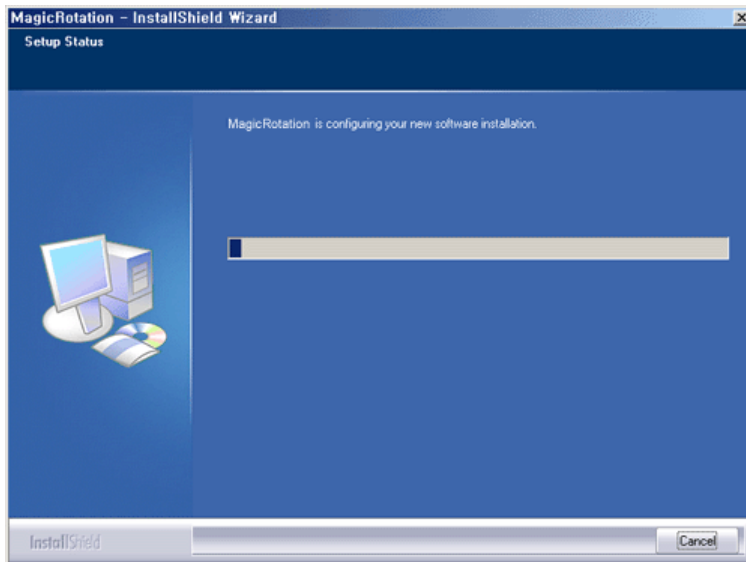 MagicRotation - InstallShield Wizard
Setup Status
MagicRotation is configuring your new software installation.
InstallShield
Cancel